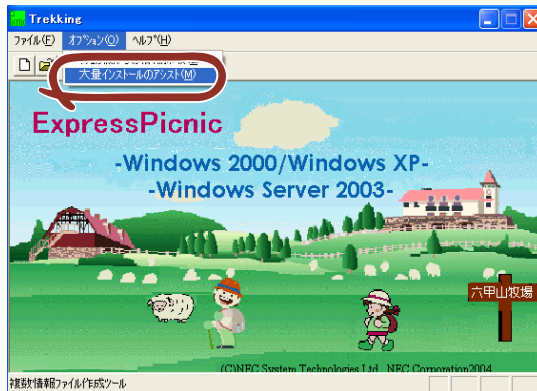 Trekking
ファイル(F) オプション(O) ヘルプ(H)
大量インストールのアシスト(M)
ExpressPicnic
-Windows 2000/Windows XP-
-Windows Server 2003-
六甲山牧場
(C)NEC System Technologies,Ltd. NEC Corporation2004
複数情報ファイル作成ツール